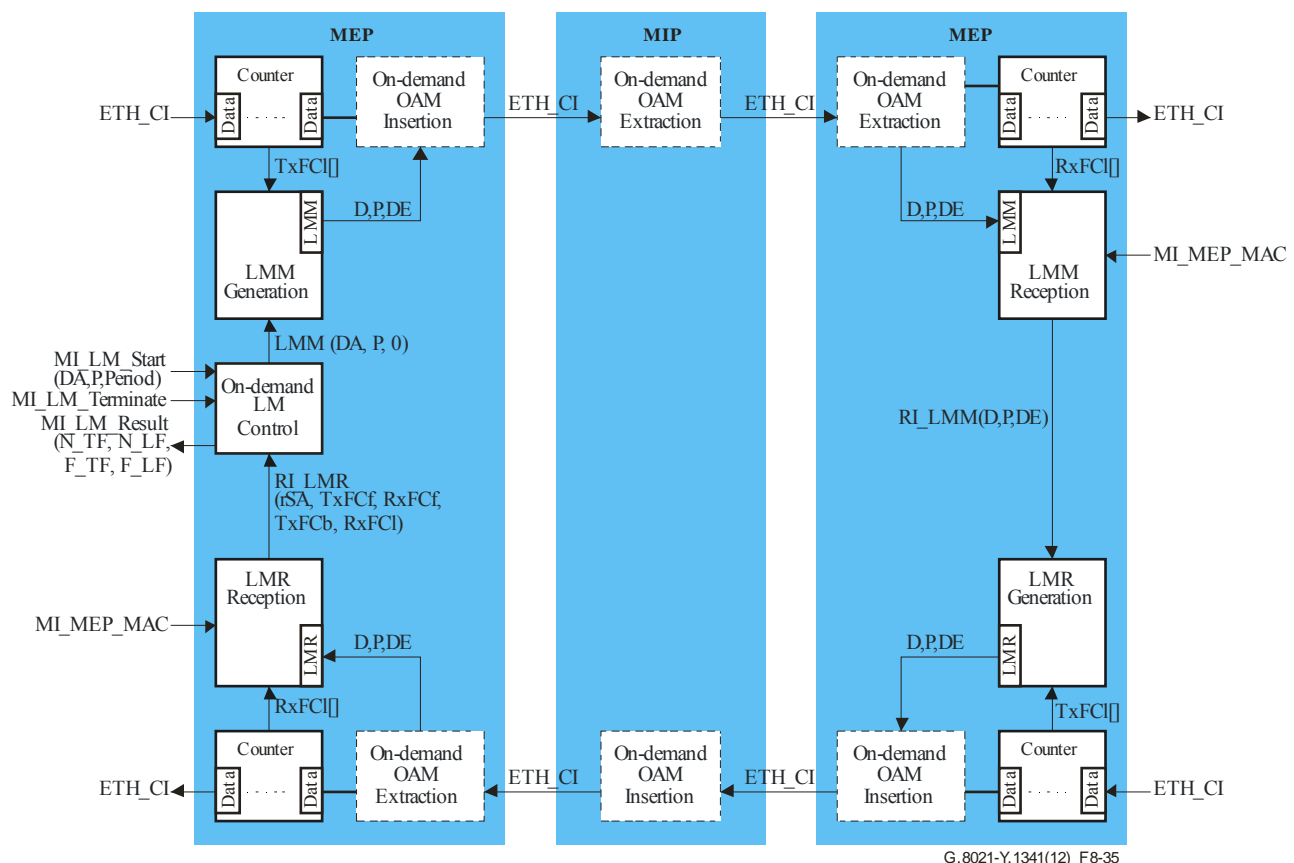 MEP
MIP
MEP
Counter
Data
Data
On-demand
OAM
Insertion
On-demand
OAM
Extraction
On-demand
OAM
Extraction
Counter
Data
Data
ETH_CI
ETH_CI
ETH_CI
ETH_CI
TxFCl[]
RxFCl[]
D,P,DE
D,P,DE
LMM
LMM
Generation
LMM
LMM
Reception
MI_MEP_MAC
LMM (DA, P, 0)
MI_LM_Start
(DA,P,Period)
MI_LM_Terminate
MI_LM_Result
(N_TF, N_LF,
F_TF, F_LF)
On-demand
LM
Control
RI_LMM(D,P,DE)
RI_LMR
(rSA, TxFCf, RxFCf,
TxFCb, RxFCl)
LMR
Reception
LMR
MI_MEP_MAC
D,P,DE
D,P,DE
LMR
Generation
LMR
RxFCl[]
TxFCl[]
Counter
Data
Data
On-demand
OAM
Extraction
On-demand
OAM
Insertion
On-demand
OAM
Insertion
Counter
Data
Data
ETH_CI
ETH_CI
ETH_CI
ETH_CI
G.8021-Y.1341(12)_F8-35